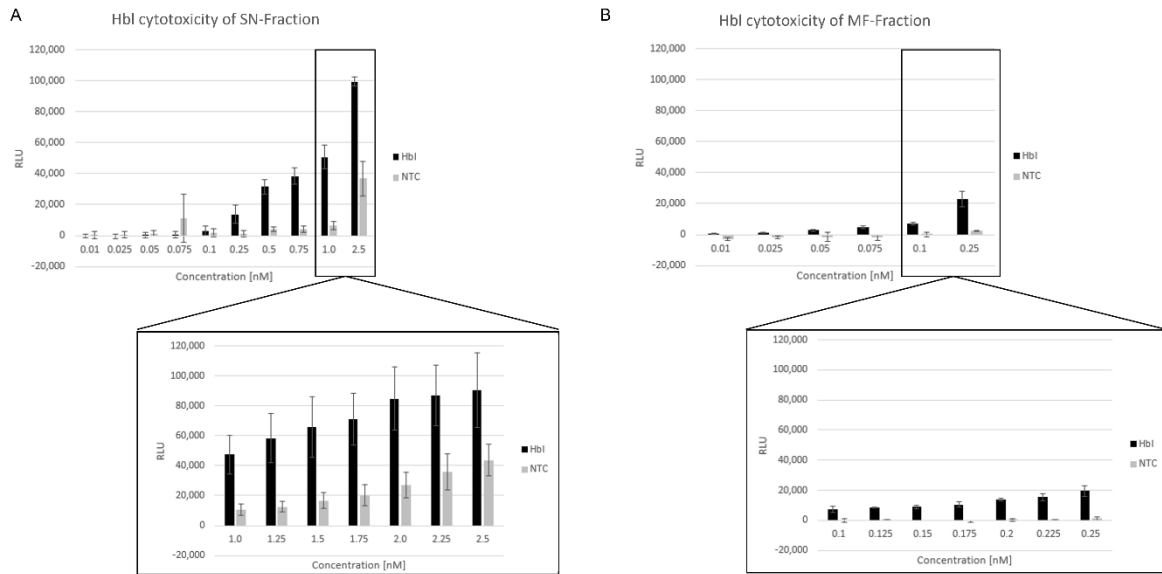 A
Hbl cytotoxicity of SN-Fraction
120,000
100,000
80,000
60,000
40,000
20,000
0
-20,000
RLU
0.01 0.025 0.05 0.075 0.1 0.25 0.5 0.75 1.0 2.5
Concentration [nM]
Hbl
NTC
120,000
100,000
80,000
60,000
40,000
20,000
0
-20,000
RLU
1.0 1.25 1.5 1.75 2.0 2.25 2.5
Concentration [nM]
Hbl
NTC
B
Hbl cytotoxicity of MF-Fraction
120,000
100,000
80,000
60,000
40,000
20,000
0
-20,000
RLU
0.01 0.025 0.05 0.075 0.1 0.25
Concentration [nM]
Hbl
NTC
120,000
100,000
80,000
60,000
40,000
20,000
0
-20,000
RLU
0.1 0.125 0.15 0.175 0.2 0.225 0.25
Concentration [nM]
Hbl
NTC